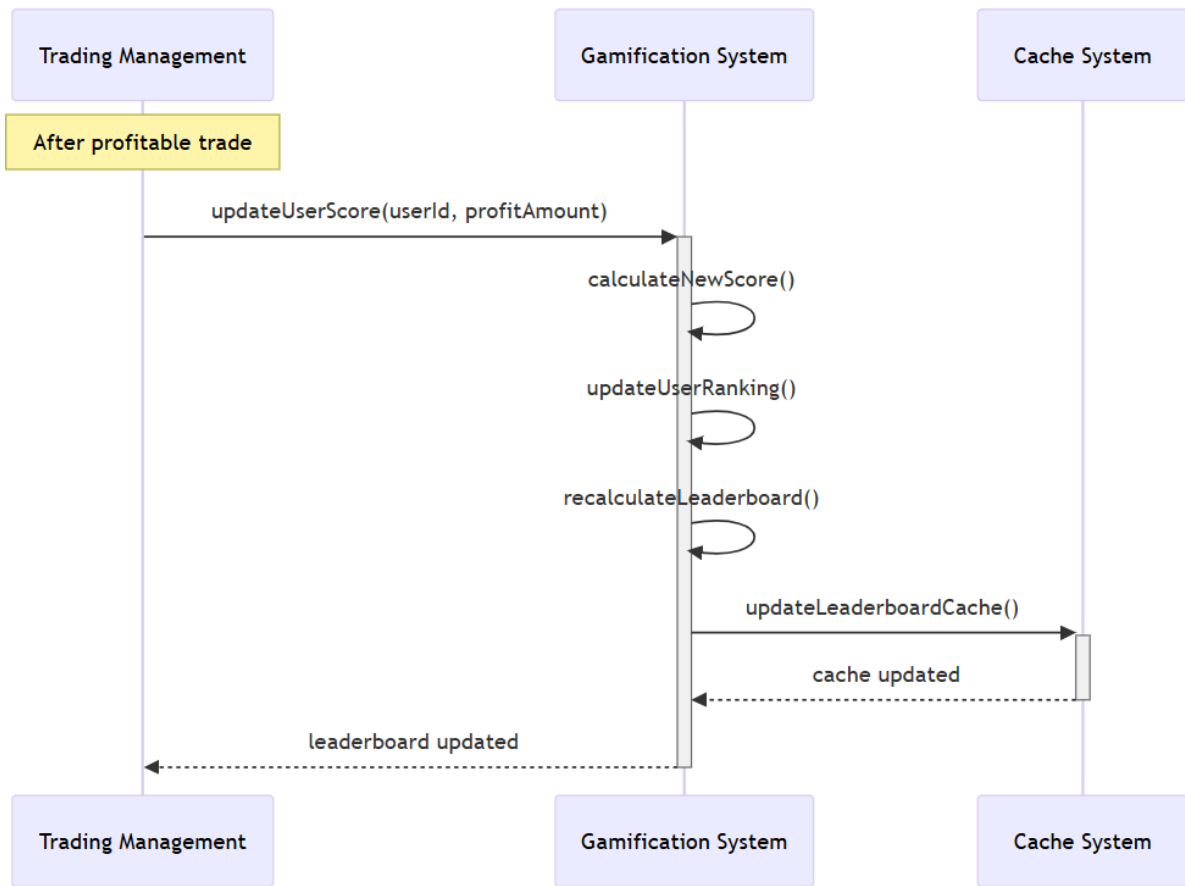 Trading Management
Gamification System
Cache System
After profitable trade
updateUserScore(userId, profitAmount)
calculateNewScore()
updateUserRanking()
recalculateLeaderboard()
updateLeaderboardCache()
cache updated
leaderboard updated
Trading Management
Gamification System
Cache System